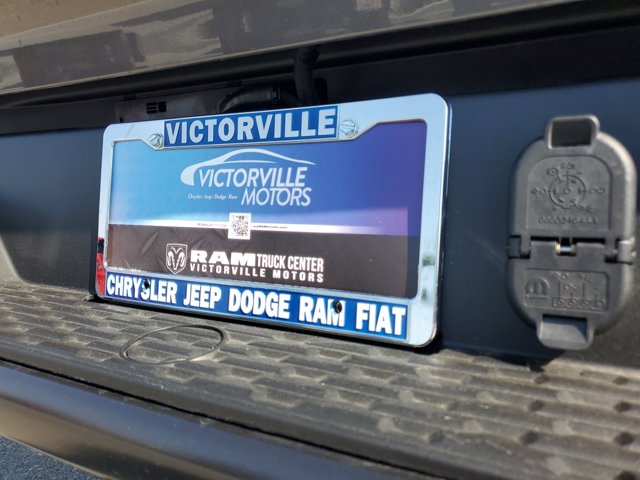 VICTORVILLE
VICTORVILLE
MOTORS
Chrysler | Jeep | Dodge | Ram
RAM TRUCK CENTER
VICTORVILLE MOTORS
CHRYSLER JEEP DODGE RAM FIAT